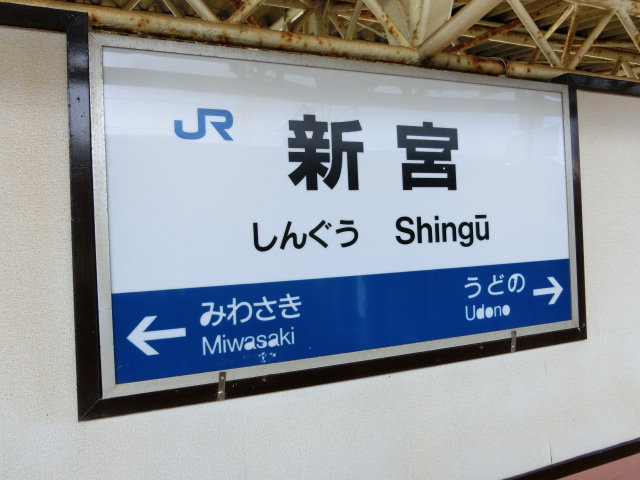 JR
新宮
しんぐう Shingū
← みわさき
Miwasaki
うどの →
Udono